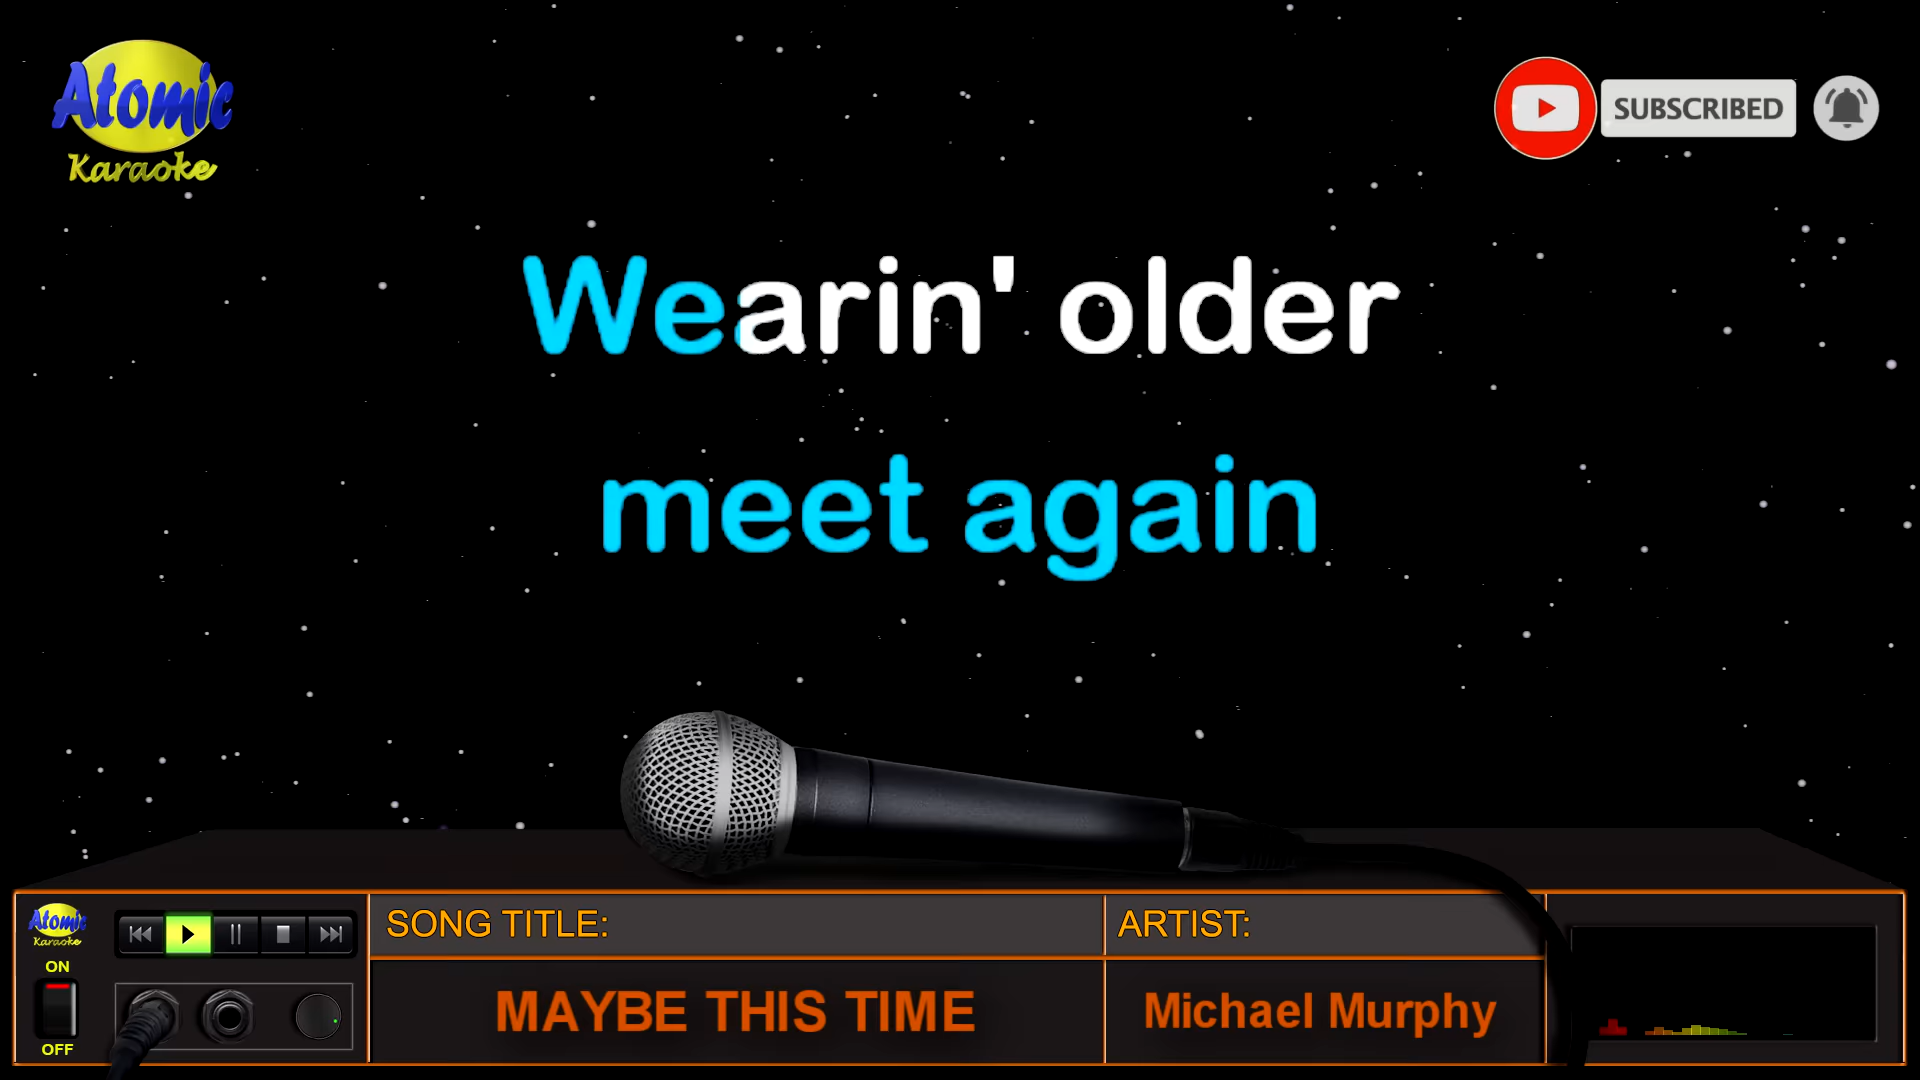 Atomic
Karaoke
SUBSCRIBED
Wearin' older
meet again
Atomic
Karaoke
ON
OFF
SONG TITLE:
ARTIST:
MAYBE THIS TIME
Michael Murphy